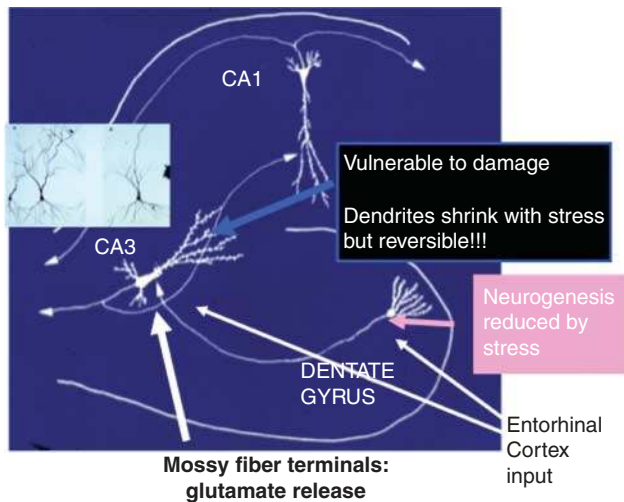 CA1
Vulnerable to damage
Dendrites shrink with stress
but reversible!!!
CA3
Neurogenesis
reduced by
stress
DENTATE
GYRUS
Entorhinal
Cortex
input
Mossy fiber terminals:
glutamate release